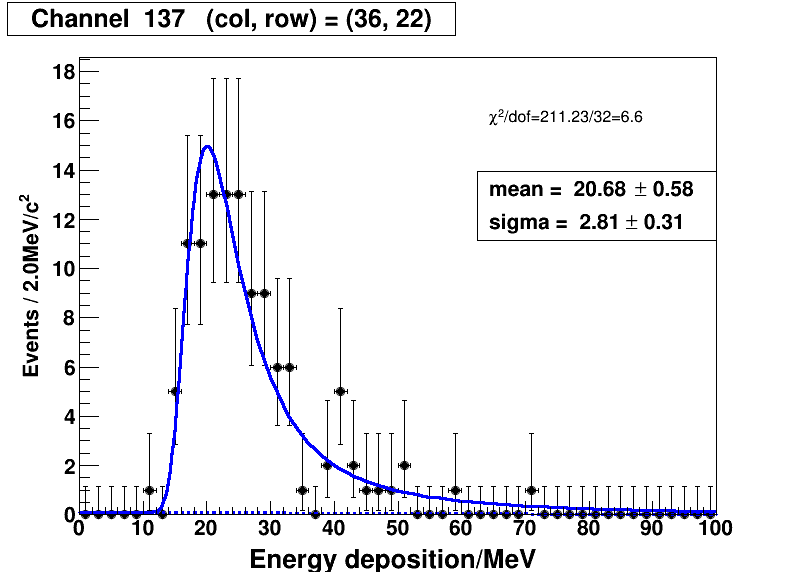 Channel 137 (col, row) = (36, 22)
χ²/dof=211.23/32=6.6
mean = 20.68 ± 0.58
sigma = 2.81 ± 0.31
Events / 2.0MeV/c²
18
16
14
12
10
8
6
4
2
0
0 10 20 30 40 50 60 70 80 90 100
Energy deposition/MeV